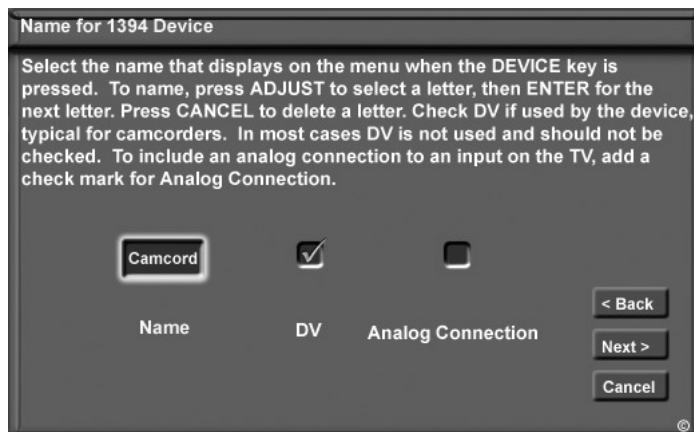 Name for 1394 Device
Select the name that displays on the menu when the DEVICE key is
pressed.  To name, press ADJUST to select a letter, then ENTER for the
next letter. Press CANCEL to delete a letter. Check DV if used by the device,
typical for camcorders.  In most cases DV is not used and should not be
checked.  To include an analog connection to an input on the TV, add a
check mark for Analog Connection.
Camcord
Name
DV
Analog Connection
< Back
Next >
Cancel
©